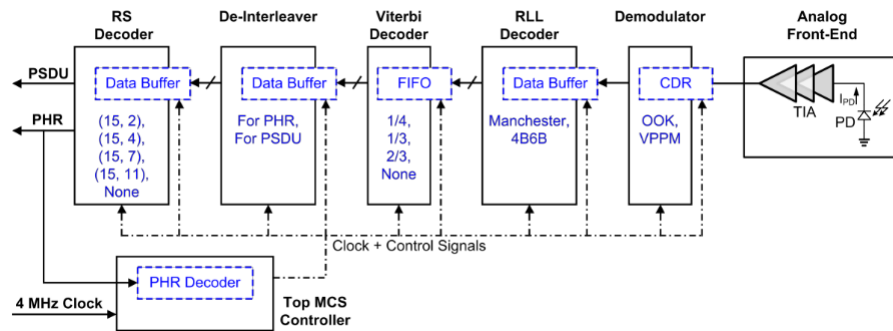 RS
Decoder
De-Interleaver
Viterbi
Decoder
RLL
Decoder
Demodulator
Analog
Front-End
PSDU
PHR
Data Buffer
(15, 2),
(15, 4),
(15, 7),
(15, 11),
None
Data Buffer
For PHR,
For PSDU
FIFO
1/4,
1/3,
2/3,
None
Data Buffer
Manchester,
4B6B
CDR
OOK,
VPPM
TIA
IPD
PD
Clock + Control Signals
PHR Decoder
4 MHz Clock
Top MCS
Controller